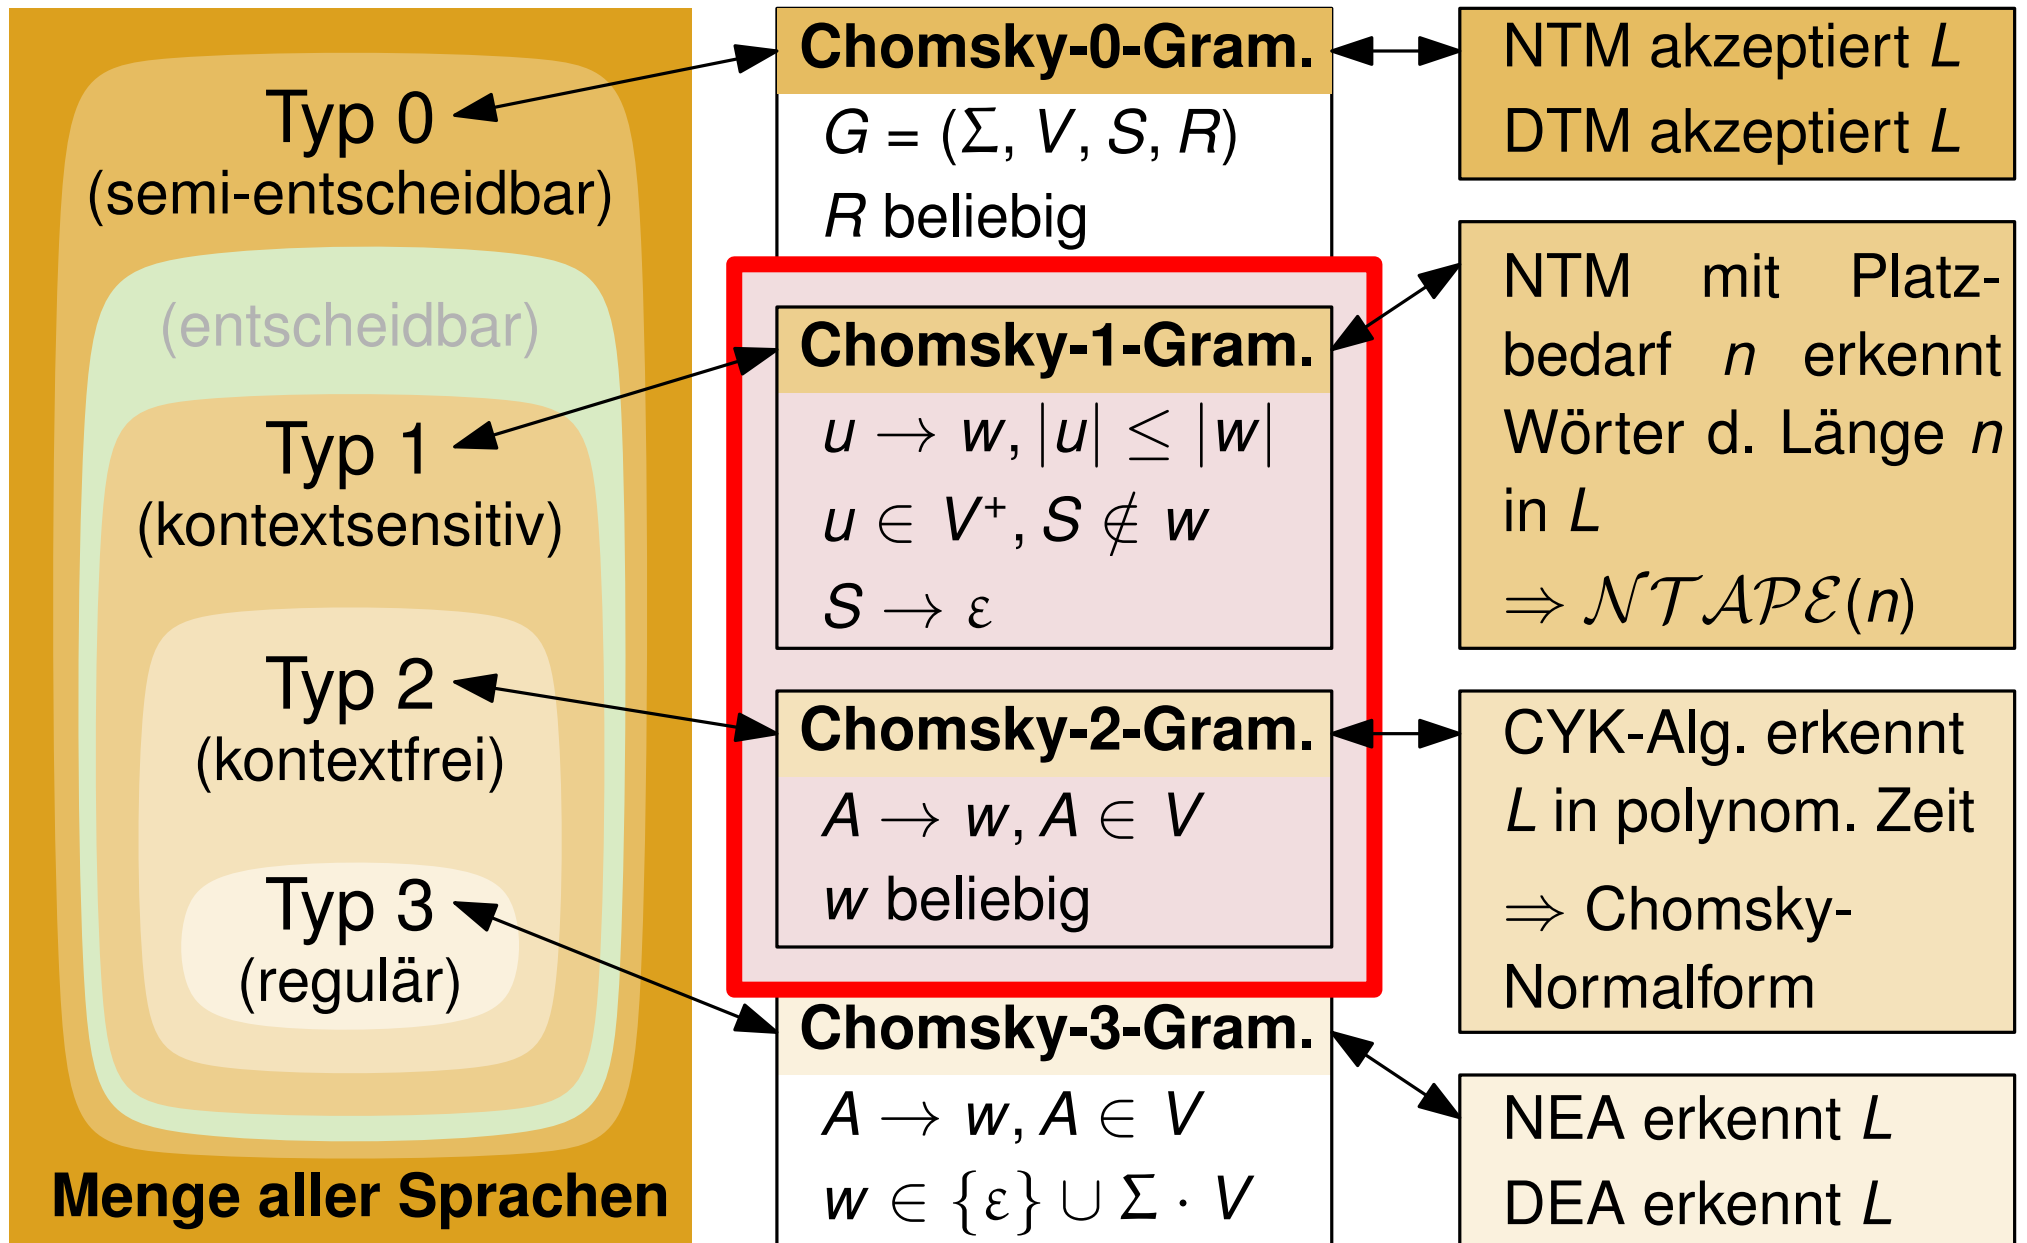 Typ 0
(semi-entscheidbar)
(entscheidbar)
Typ 1
(kontextsensitiv)
Typ 2
(kontextfrei)
Typ 3
(regulär)
Menge aller Sprachen
Chomsky-0-Gram.
G = (Σ, V, S, R)
R beliebig
Chomsky-1-Gram.
u → w, |u| ≤ |w|
u ∈ V⁺, S ∉ w
S → ε
Chomsky-2-Gram.
A → w, A ∈ V
w beliebig
Chomsky-3-Gram.
A → w, A ∈ V
w ∈ {ε} ∪ Σ · V
NTM akzeptiert L
DTM akzeptiert L
NTM mit Platz-
bedarf n erkennt
Wörter d. Länge n
in L
⇒ 𝒩𝒯𝒜𝒫ℰ(n)
CYK-Alg. erkennt
L in polynom. Zeit
⇒ Chomsky-
Normalform
NEA erkennt L
DEA erkennt L